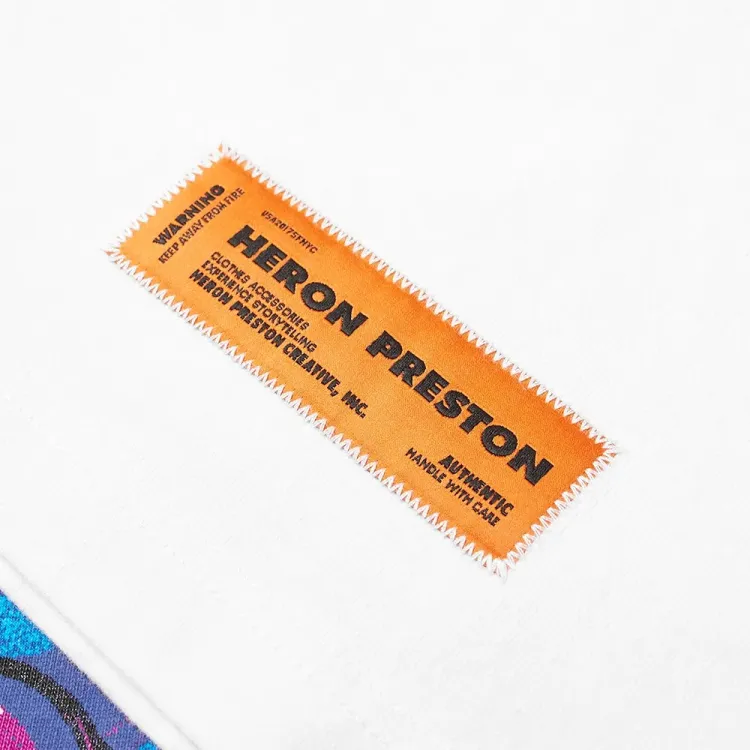 WARNING
KEEP AWAY FROM FIRE
USA2017SFNYC
HERON PRESTON
CLOTHES ACCESSORIES
EXPERIENCE STORYTELLING
HERON PRESTON CREATIVE, INC.
AUTHENTIC
HANDLE WITH CARE